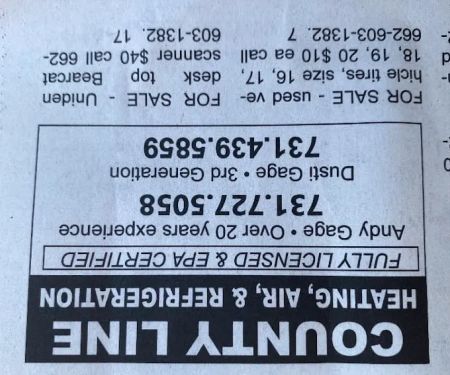 COUNTY LINE
HEATING, AIR, & REFRIGERATION
FULLY LICENSED & EPA CERTIFIED
Andy Gage • Over 20 years experience
731.727.5058
Dusti Gage • 3rd Generation
731.439.5859
FOR SALE - used ve-
hicle tires, size, 16, 17,
18, 19, 20 $10 ea call
662-603-1382. 7
FOR SALE - Uniden
desk top Bearcat
scanner $40 call 662-
603-1382. 17